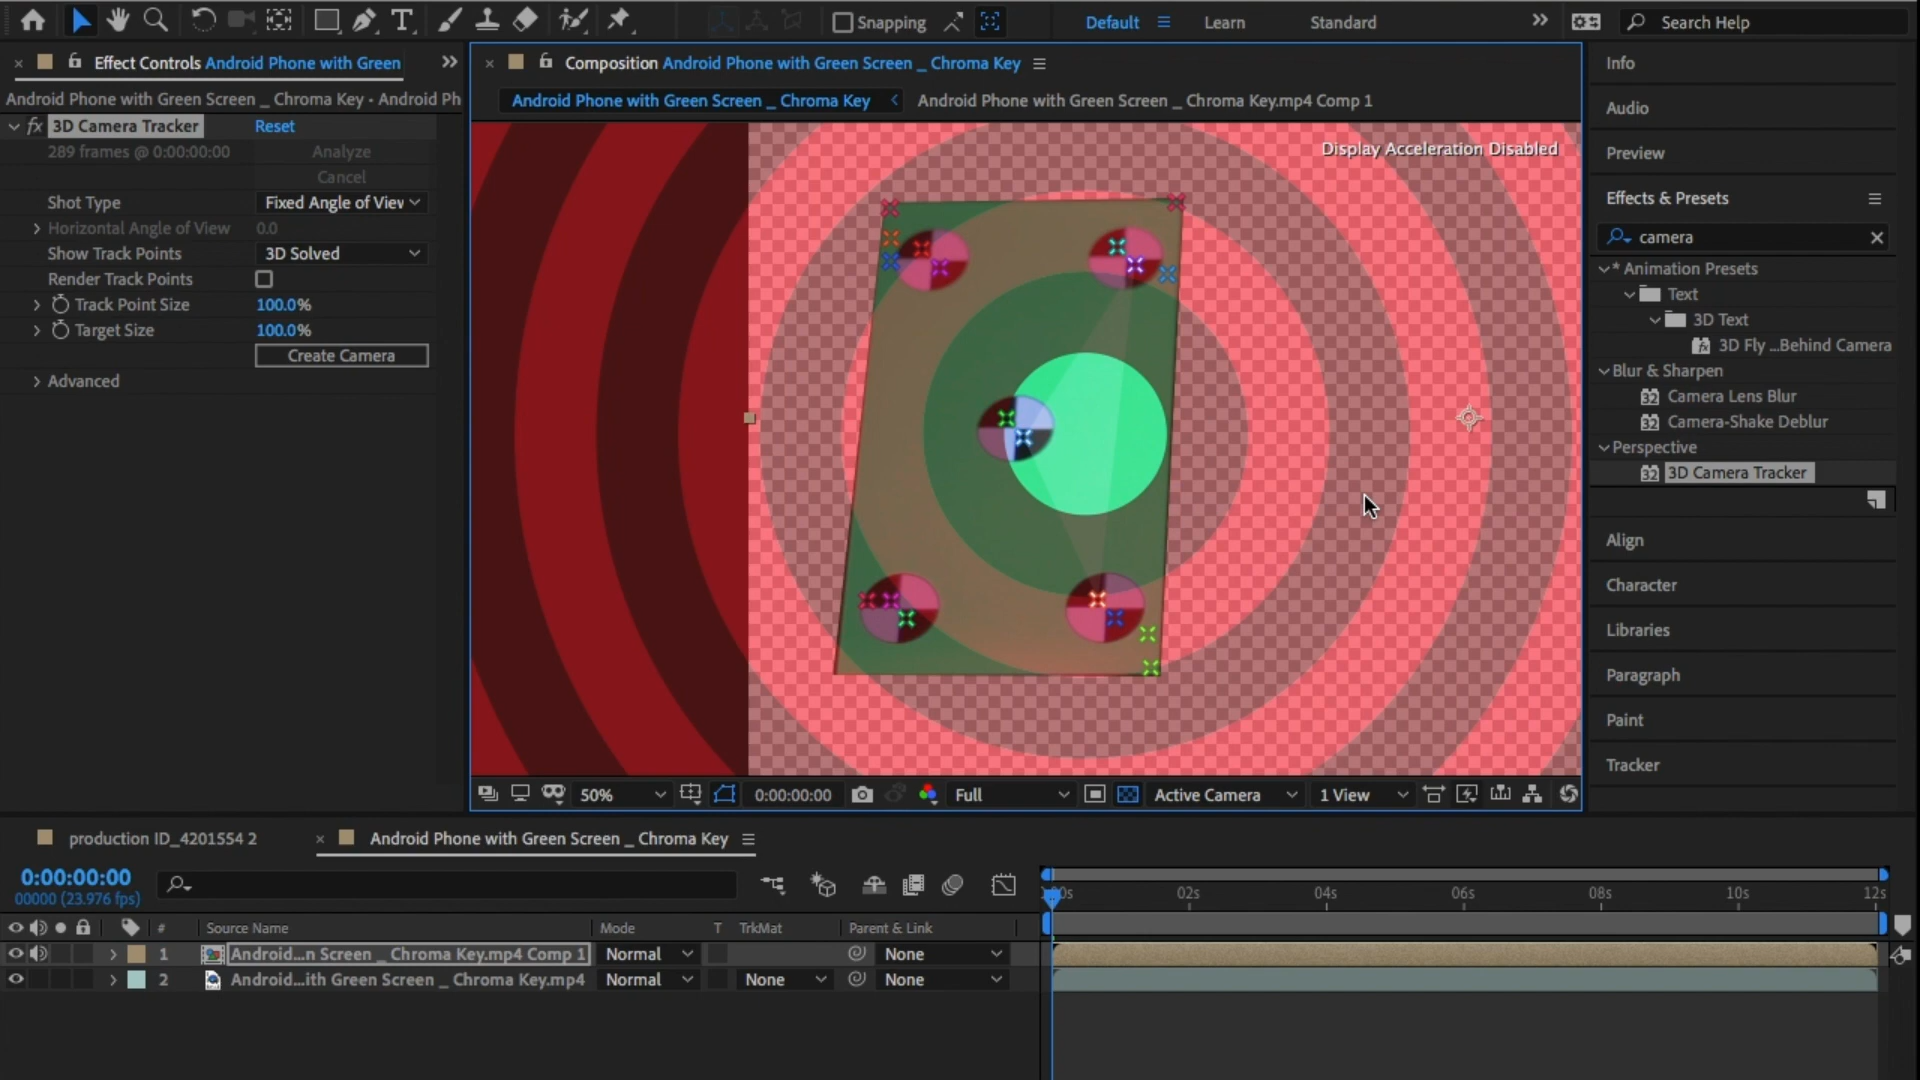 Snapping
Default
Learn
Standard
Search Help
Effect Controls Android Phone with Green
Android Phone with Green Screen _ Chroma Key • Android Ph
fx 3D Camera Tracker
Reset
289 frames @ 0:00:00:00
Analyze
Cancel
Shot Type
Fixed Angle of View
Horizontal Angle of View
0.0
Show Track Points
3D Solved
Render Track Points
Track Point Size
100.0%
Target Size
100.0%
Create Camera
Advanced
Composition Android Phone with Green Screen _ Chroma Key
Android Phone with Green Screen _ Chroma Key
Android Phone with Green Screen _ Chroma Key.mp4 Comp 1
Display Acceleration Disabled
50%
0:00:00:00
Full
Active Camera
1 View
Info
Audio
Preview
Effects & Presets
camera
* Animation Presets
Text
3D Text
3D Fly ...Behind Camera
Blur & Sharpen
32 Camera Lens Blur
32 Camera-Shake Deblur
Perspective
32 3D Camera Tracker
Align
Character
Libraries
Paragraph
Paint
Tracker
production ID_4201554 2
Android Phone with Green Screen _ Chroma Key
0:00:00:00
00000 (23.976 fps)
:00s
02s
04s
06s
08s
10s
12s
#
Source Name
Mode
T
TrkMat
Parent & Link
1
Android...n Screen _ Chroma Key.mp4 Comp 1
Normal
None
2
Android...ith Green Screen _ Chroma Key.mp4
Normal
None
None